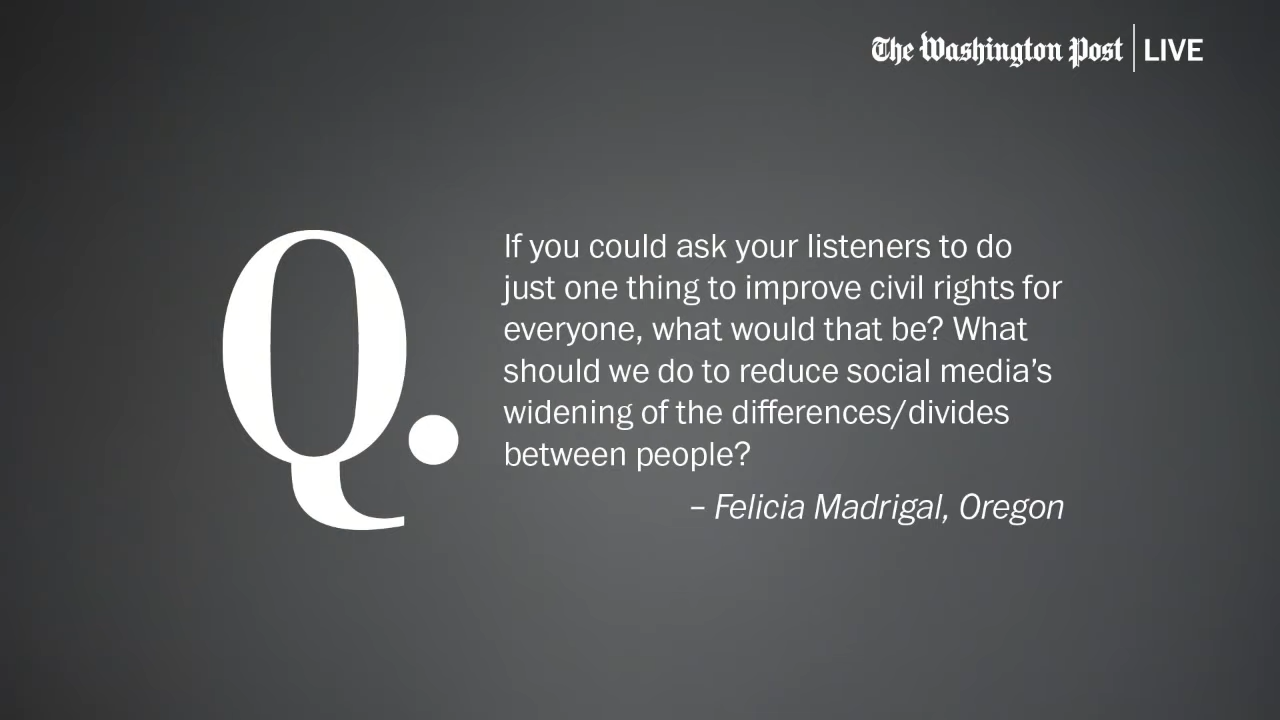 The Washington Post | LIVE
Q.
If you could ask your listeners to do
just one thing to improve civil rights for
everyone, what would that be? What
should we do to reduce social media’s
widening of the differences/divides
between people?
– Felicia Madrigal, Oregon